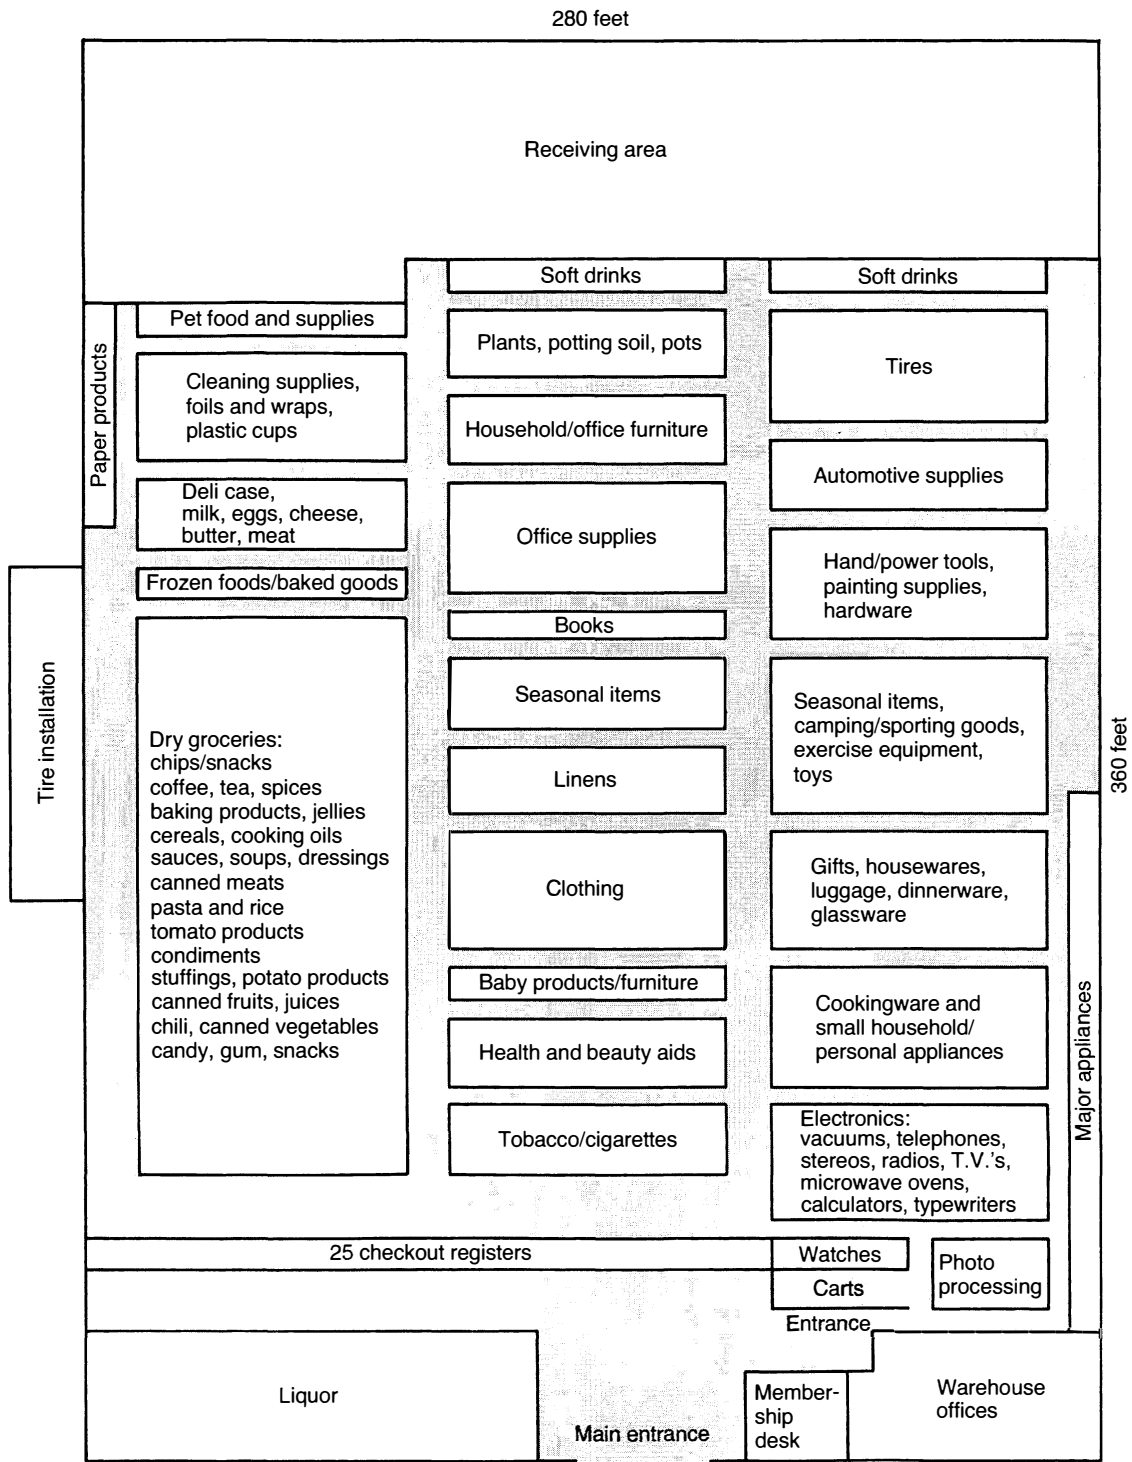 280 feet
Receiving area
Soft drinks
Soft drinks
Pet food and supplies
Paper products
Plants, potting soil, pots
Tires
Cleaning supplies,
foils and wraps,
plastic cups
Household/office furniture
Automotive supplies
Deli case,
milk, eggs, cheese,
butter, meat
Office supplies
Hand/power tools,
painting supplies,
hardware
Frozen foods/baked goods
Books
Tire installation
Dry groceries:
chips/snacks
coffee, tea, spices
baking products, jellies
cereals, cooking oils
sauces, soups, dressings
canned meats
pasta and rice
tomato products
condiments
stuffings, potato products
canned fruits, juices
chili, canned vegetables
candy, gum, snacks
Seasonal items
Seasonal items,
camping/sporting goods,
exercise equipment,
toys
360 feet
Linens
Clothing
Gifts, housewares,
luggage, dinnerware,
glassware
Baby products/furniture
Cookingware and
small household/
personal appliances
Major appliances
Health and beauty aids
Tobacco/cigarettes
Electronics:
vacuums, telephones,
stereos, radios, T.V.'s,
microwave ovens,
calculators, typewriters
25 checkout registers
Watches
Carts
Photo
processing
Entrance
Liquor
Main entrance
Member-
ship
desk
Warehouse
offices